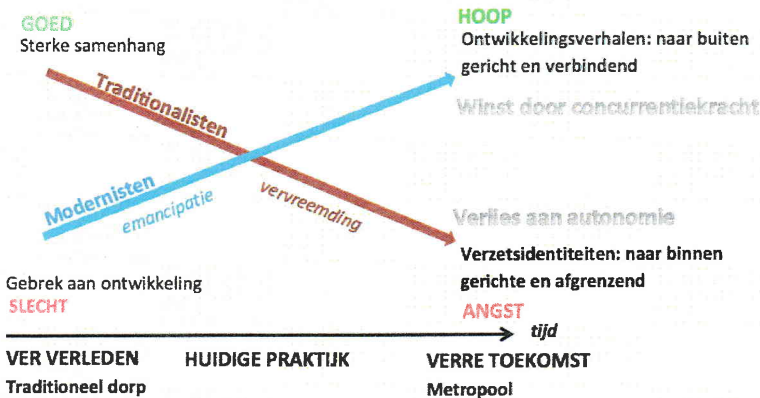 GOED
Sterke samenhang
HOOP
Ontwikkelingsverhalen: naar buiten
gericht en verbindend
Winst door concurrentiekracht
Traditionalisten
Modernisten
emancipatie
vervreemding
Verlies aan autonomie
Verzetsidentiteiten: naar binnen
gerichte en afgrenzend
Gebrek aan ontwikkeling
SLECHT
ANGST
tijd
VER VERLEDEN
HUIDIGE PRAKTIJK
VERRE TOEKOMST
Traditioneel dorp
Metropool